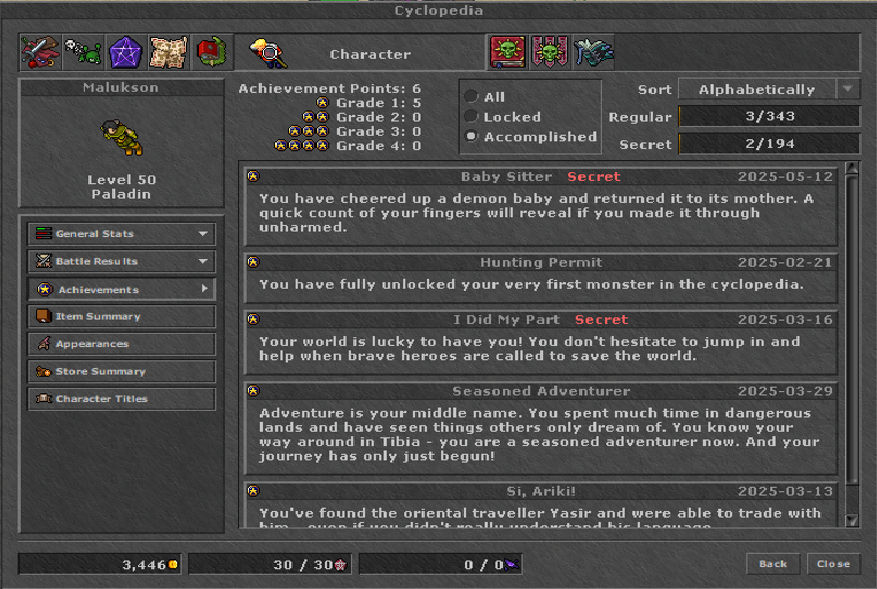 Cyclopedia
Character
Malukson
Level 50
Paladin
General Stats
Battle Results
Achievements
Item Summary
Appearances
Store Summary
Character Titles
Achievement Points: 6
Grade 1: 5
Grade 2: 0
Grade 3: 0
Grade 4: 0
All
Locked
Accomplished
Sort Alphabetically
Regular 3/343
Secret 2/194
Baby Sitter Secret 2025-05-12
You have cheered up a demon baby and returned it to its mother. A
quick count of your fingers will reveal if you made it through
unharmed.
Hunting Permit 2025-02-21
You have fully unlocked your very first monster in the cyclopedia.
I Did My Part Secret 2025-03-16
Your world is lucky to have you! You don't hesitate to jump in and
help when brave heroes are called to save the world.
Seasoned Adventurer 2025-03-29
Adventure is your middle name. You spent much time in dangerous
lands and have seen things others only dream of. You know your
way around in Tibia - you are a seasoned adventurer now. And your
journey has only just begun!
Si, Ariki! 2025-03-13
You've found the oriental traveller Yasir and were able to trade with
him - even if you didn't really understand his language.
3,446
30 / 30
0 / 0
Back
Close